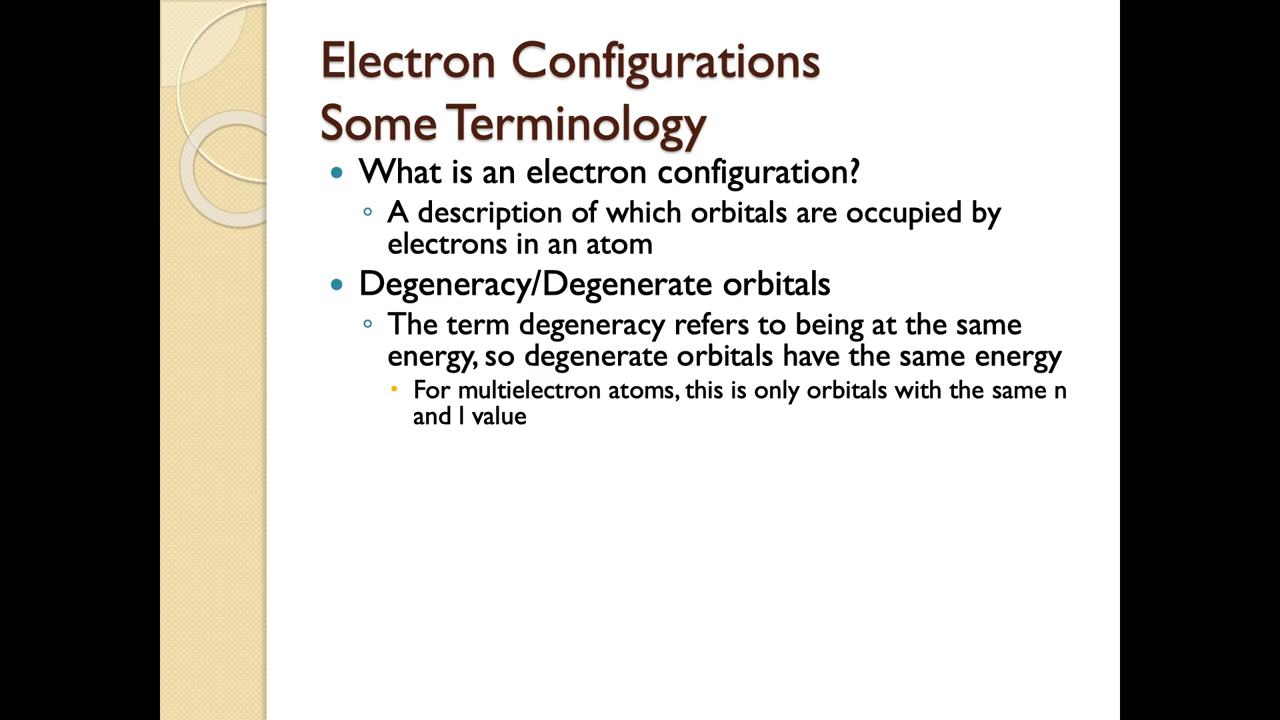 Electron Configurations
Some Terminology
• What is an electron configuration?
◦ A description of which orbitals are occupied by
electrons in an atom
• Degeneracy/Degenerate orbitals
◦ The term degeneracy refers to being at the same
energy, so degenerate orbitals have the same energy
• For multielectron atoms, this is only orbitals with the same n
and l value